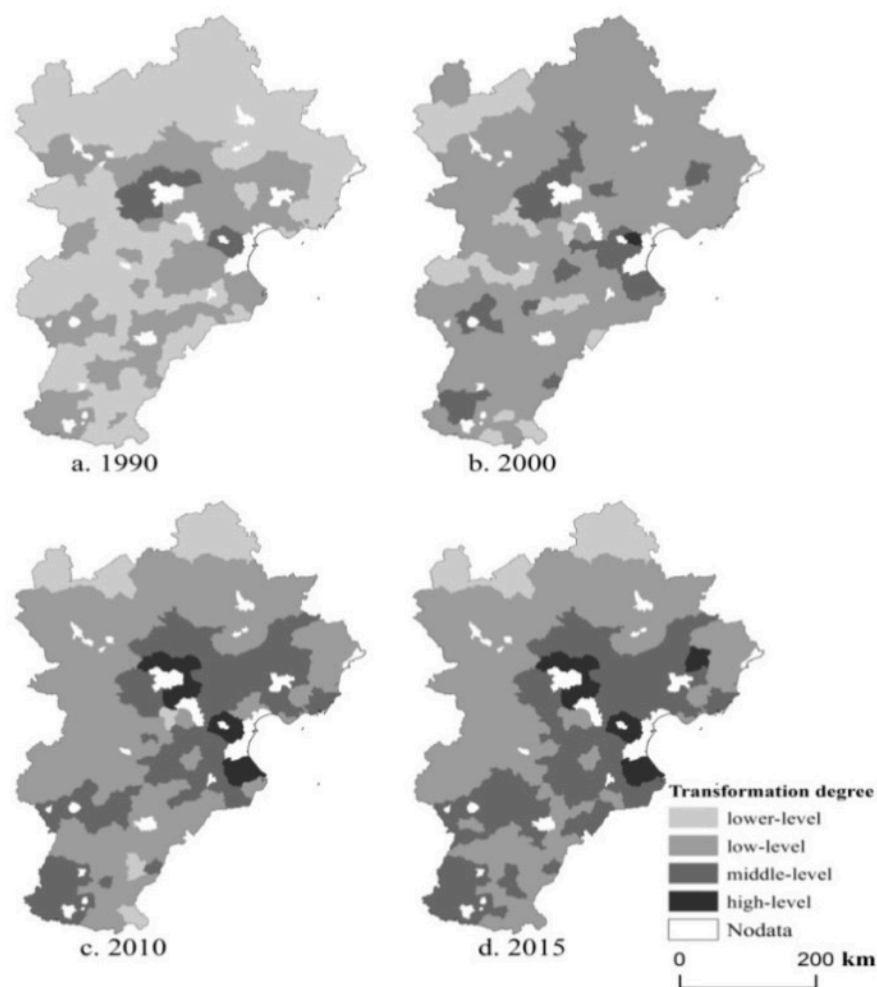 a. 1990
b. 2000
c. 2010
d. 2015
Transformation degree
lower-level
low-level
middle-level
high-level
Nodata
0 200 km